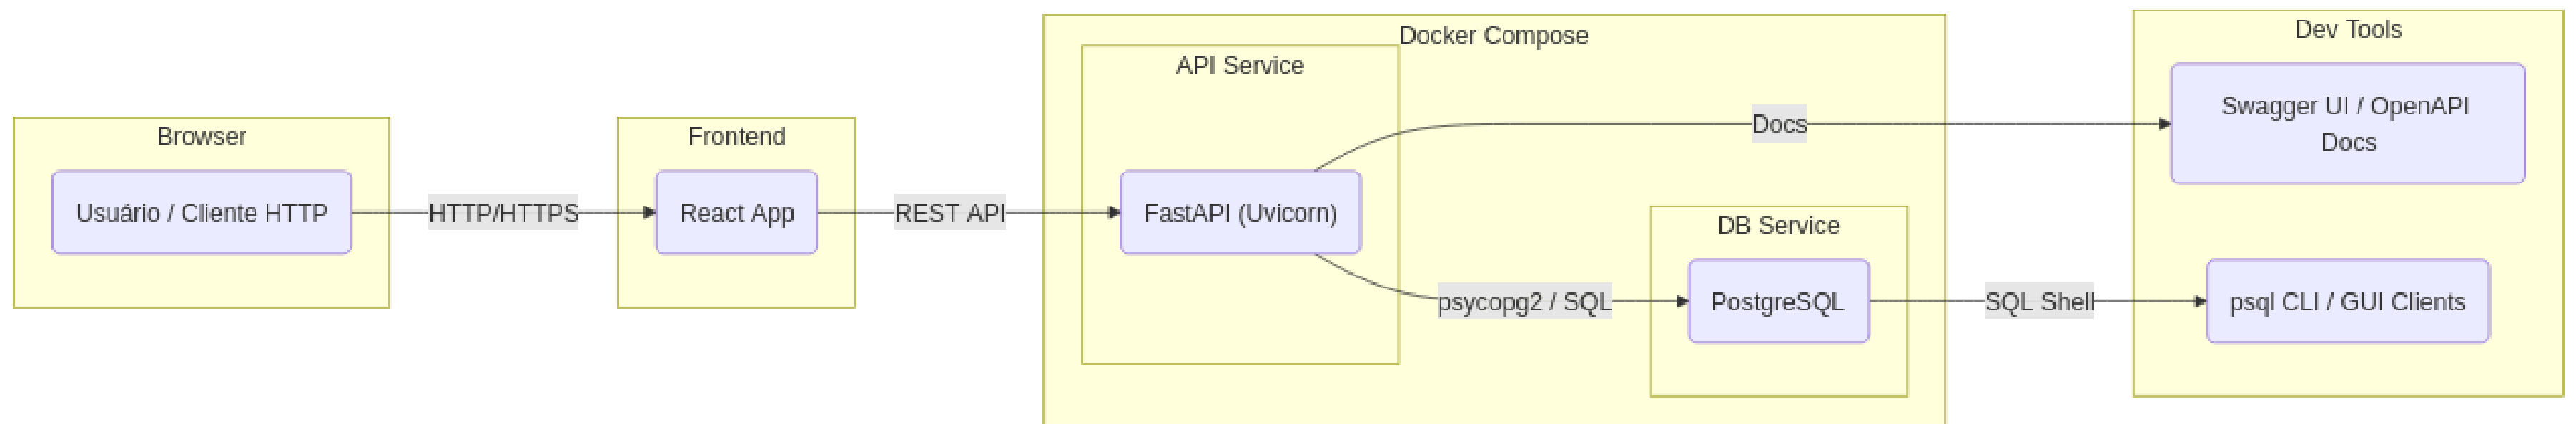 Browser
Usuário / Cliente HTTP
HTTP/HTTPS
Frontend
React App
REST API
Docker Compose
API Service
FastAPI (Uvicorn)
Docs
psycopg2 / SQL
DB Service
PostgreSQL
SQL Shell
Dev Tools
Swagger UI / OpenAPI
Docs
psql CLI / GUI Clients